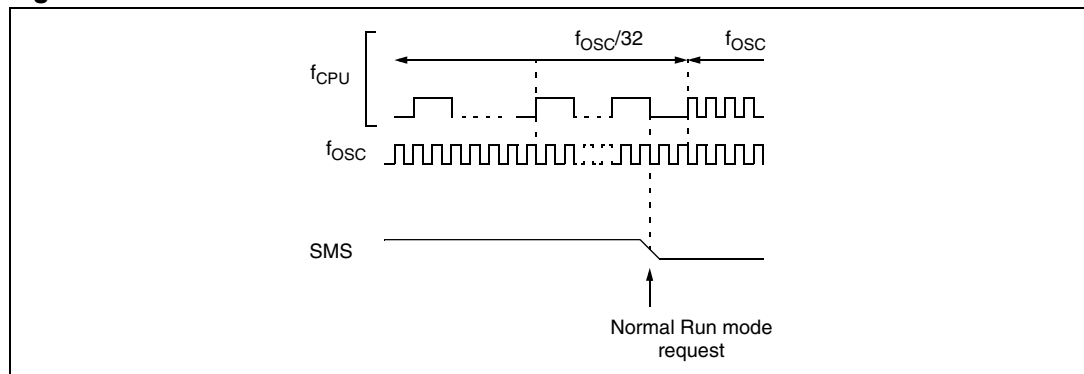 fOSC/32
fOSC
fCPU
fOSC
SMS
Normal Run mode
request